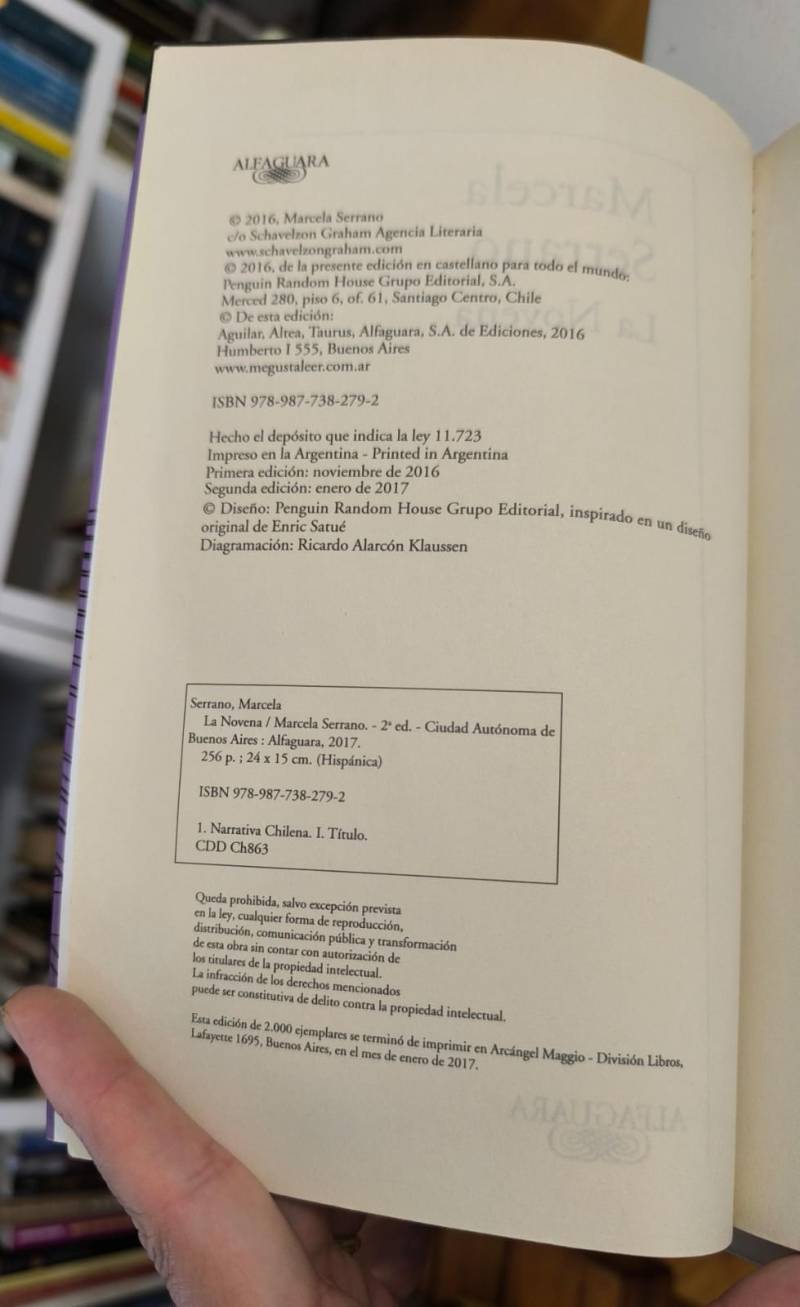 ALFAGUARA
© 2016, Marcela Serrano
c/o Schavelzon Graham Agencia Literaria
www.schavelzongraham.com
© 2016, de la presente edición en castellano para todo el mundo:
Penguin Random House Grupo Editorial, S.A.
Merced 280, piso 6, of. 61, Santiago Centro, Chile
© De esta edición:
Aguilar, Altea, Taurus, Alfaguara, S.A. de Ediciones, 2016
Humberto I 555, Buenos Aires
www.megustaleer.com.ar
ISBN 978-987-738-279-2
Hecho el depósito que indica la ley 11.723
Impreso en la Argentina - Printed in Argentina
Primera edición: noviembre de 2016
Segunda edición: enero de 2017
© Diseño: Penguin Random House Grupo Editorial, inspirado en un diseño
original de Enric Satué
Diagramación: Ricardo Alarcón Klaussen
Serrano, Marcela
La Novena / Marcela Serrano. - 2ª ed. - Ciudad Autónoma de
Buenos Aires : Alfaguara, 2017.
256 p. ; 24 x 15 cm. (Hispánica)
ISBN 978-987-738-279-2
1. Narrativa Chilena. I. Título.
CDD Ch863
Queda prohibida, salvo excepción prevista
en la ley, cualquier forma de reproducción,
distribución, comunicación pública y transformación
de esta obra sin contar con autorización de
los titulares de la propiedad intelectual.
La infracción de los derechos mencionados
puede ser constitutiva de delito contra la propiedad intelectual.
Esta edición de 2.000 ejemplares se terminó de imprimir en Arcángel Maggio - División Libros,
Lafayette 1695, Buenos Aires, en el mes de enero de 2017.
Marcela
Serrano
La Novena
ALFAGUARA